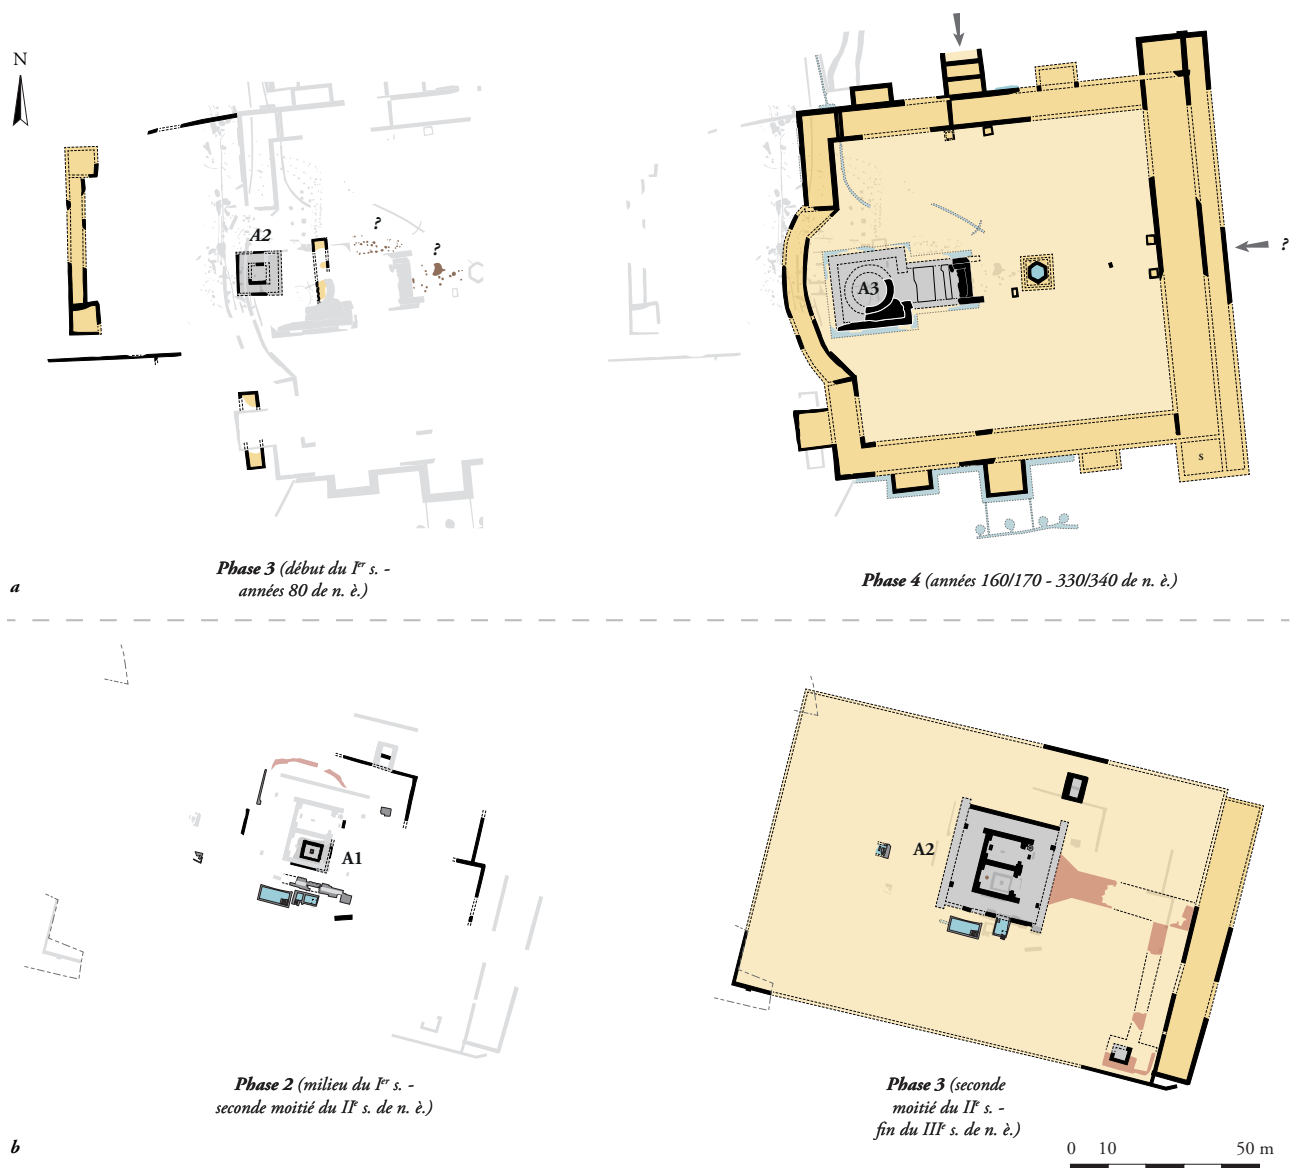 N
A2
?
?
A3
?
s
Phase 3 (début du Ier s. -
années 80 de n. è.)
Phase 4 (années 160/170 - 330/340 de n. è.)
a
A1
A2
Phase 2 (milieu du Ier s. -
seconde moitié du IIe s. de n. è.)
Phase 3 (seconde
moitié du IIe s. -
fin du IIIe s. de n. è.)
b
0 10 50 m